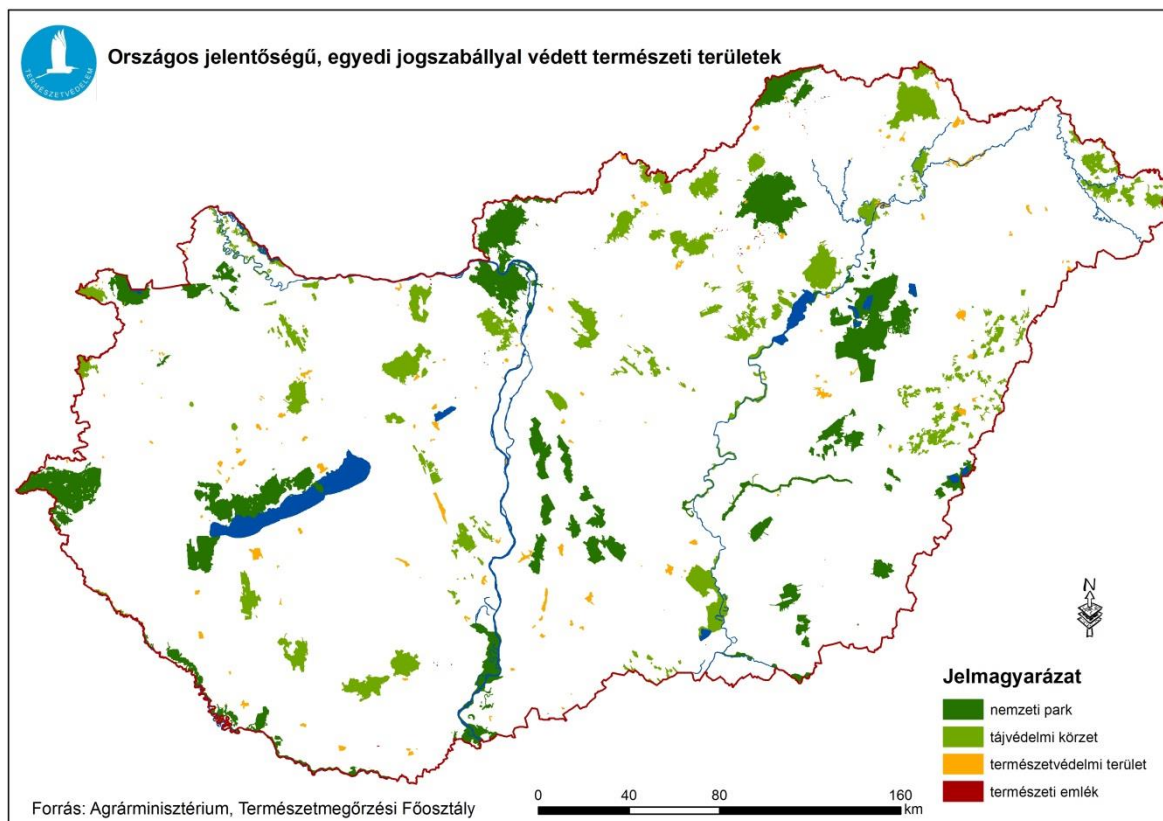 Országos jelentőségű, egyedi jogszabállyal védett természeti területek
TERMÉSZETVÉDELEM
N
Jelmagyarázat
nemzeti park
tájvédelmi körzet
természetvédelmi terület
természeti emlék
Forrás: Agrárminisztérium, Természetmegőrzési Főosztály
0 40 80 160
km